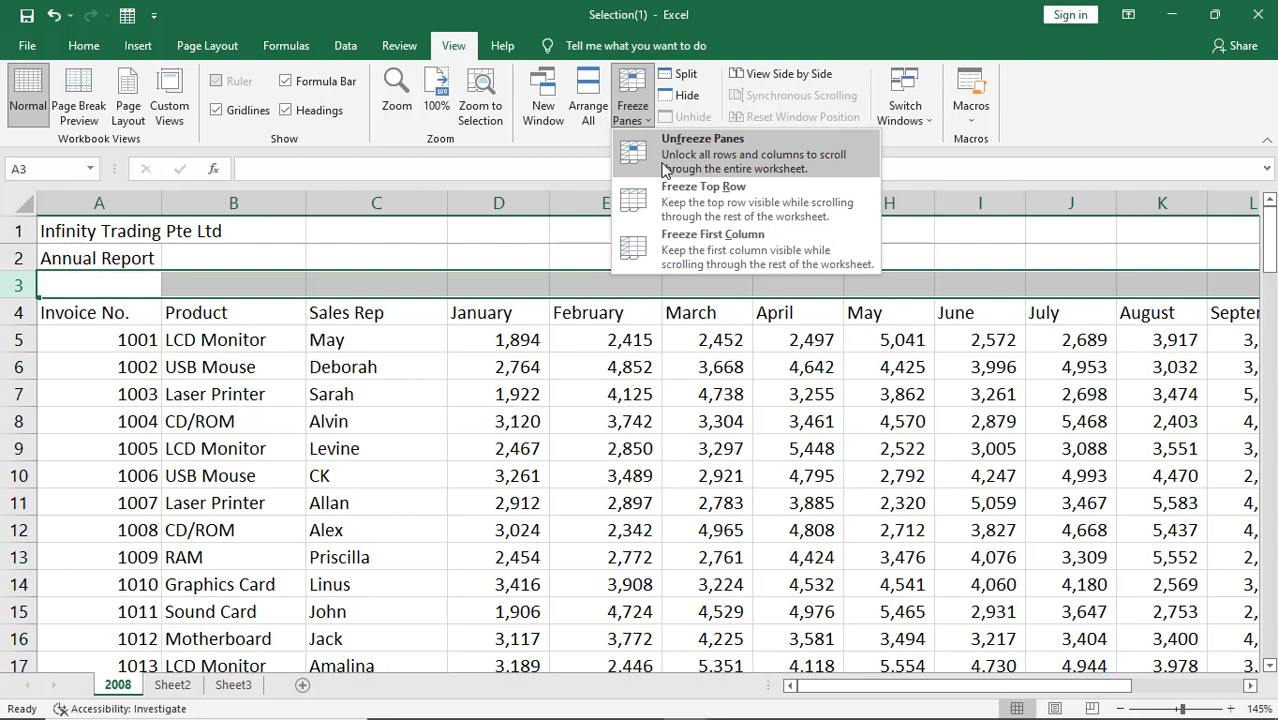 Selection(1) - Excel
Sign in
File Home Insert Page Layout Formulas Data Review View Help Tell me what you want to do Share
Normal
Page Break Preview
Page Layout
Custom Views
Workbook Views
Ruler
Formula Bar
Gridlines
Headings
Show
Zoom
100%
Zoom to Selection
Zoom
New Window
Arrange All
Freeze Panes
Split
Hide
Unhide
View Side by Side
Synchronous Scrolling
Reset Window Position
Switch Windows
Macros
Macros
Unfreeze Panes
Unlock all rows and columns to scroll
through the entire worksheet.
Freeze Top Row
Keep the top row visible while scrolling
through the rest of the worksheet.
Freeze First Column
Keep the first column visible while
scrolling through the rest of the worksheet.
A3 fx
A B C D E H I J K L
1 Infinity Trading Pte Ltd
2 Annual Report
3
4 Invoice No. Product Sales Rep January February March April May June July August Septer
5 1001 LCD Monitor May 1,894 2,415 2,452 2,497 5,041 2,572 2,689 3,917 3,
6 1002 USB Mouse Deborah 2,764 4,852 3,668 4,642 4,425 3,996 4,953 3,032 3,
7 1003 Laser Printer Sarah 1,922 4,125 4,738 3,255 3,862 3,261 2,698 3,474 5,
8 1004 CD/ROM Alvin 3,120 3,742 3,304 3,461 4,570 2,879 5,468 2,403 4,
9 1005 LCD Monitor Levine 2,467 2,850 3,297 5,448 2,522 3,005 3,088 3,551 3,
10 1006 USB Mouse CK 3,261 3,489 2,921 4,795 2,792 4,247 4,993 4,470 2,
11 1007 Laser Printer Allan 2,912 2,897 2,783 3,885 2,320 5,059 3,467 5,583 4,
12 1008 CD/ROM Alex 3,024 2,342 4,965 4,808 2,712 3,827 4,668 5,437 4,
13 1009 RAM Priscilla 2,454 2,772 2,761 4,424 3,476 4,076 3,309 5,552 4,
14 1010 Graphics Card Linus 3,416 3,908 3,224 4,532 4,541 4,060 4,180 2,569 3,
15 1011 Sound Card John 1,906 4,724 4,529 4,976 5,465 2,931 3,647 2,753 2,
16 1012 Motherboard Jack 3,117 3,772 4,225 3,581 3,494 3,217 3,404 3,400 4,
17 1013 LCD Monitor Amalina 3,189 2,446 5,351 4,118 5,554 4,730 4,944 3,978 3,
2008 Sheet2 Sheet3
Ready Accessibility: Investigate 145%